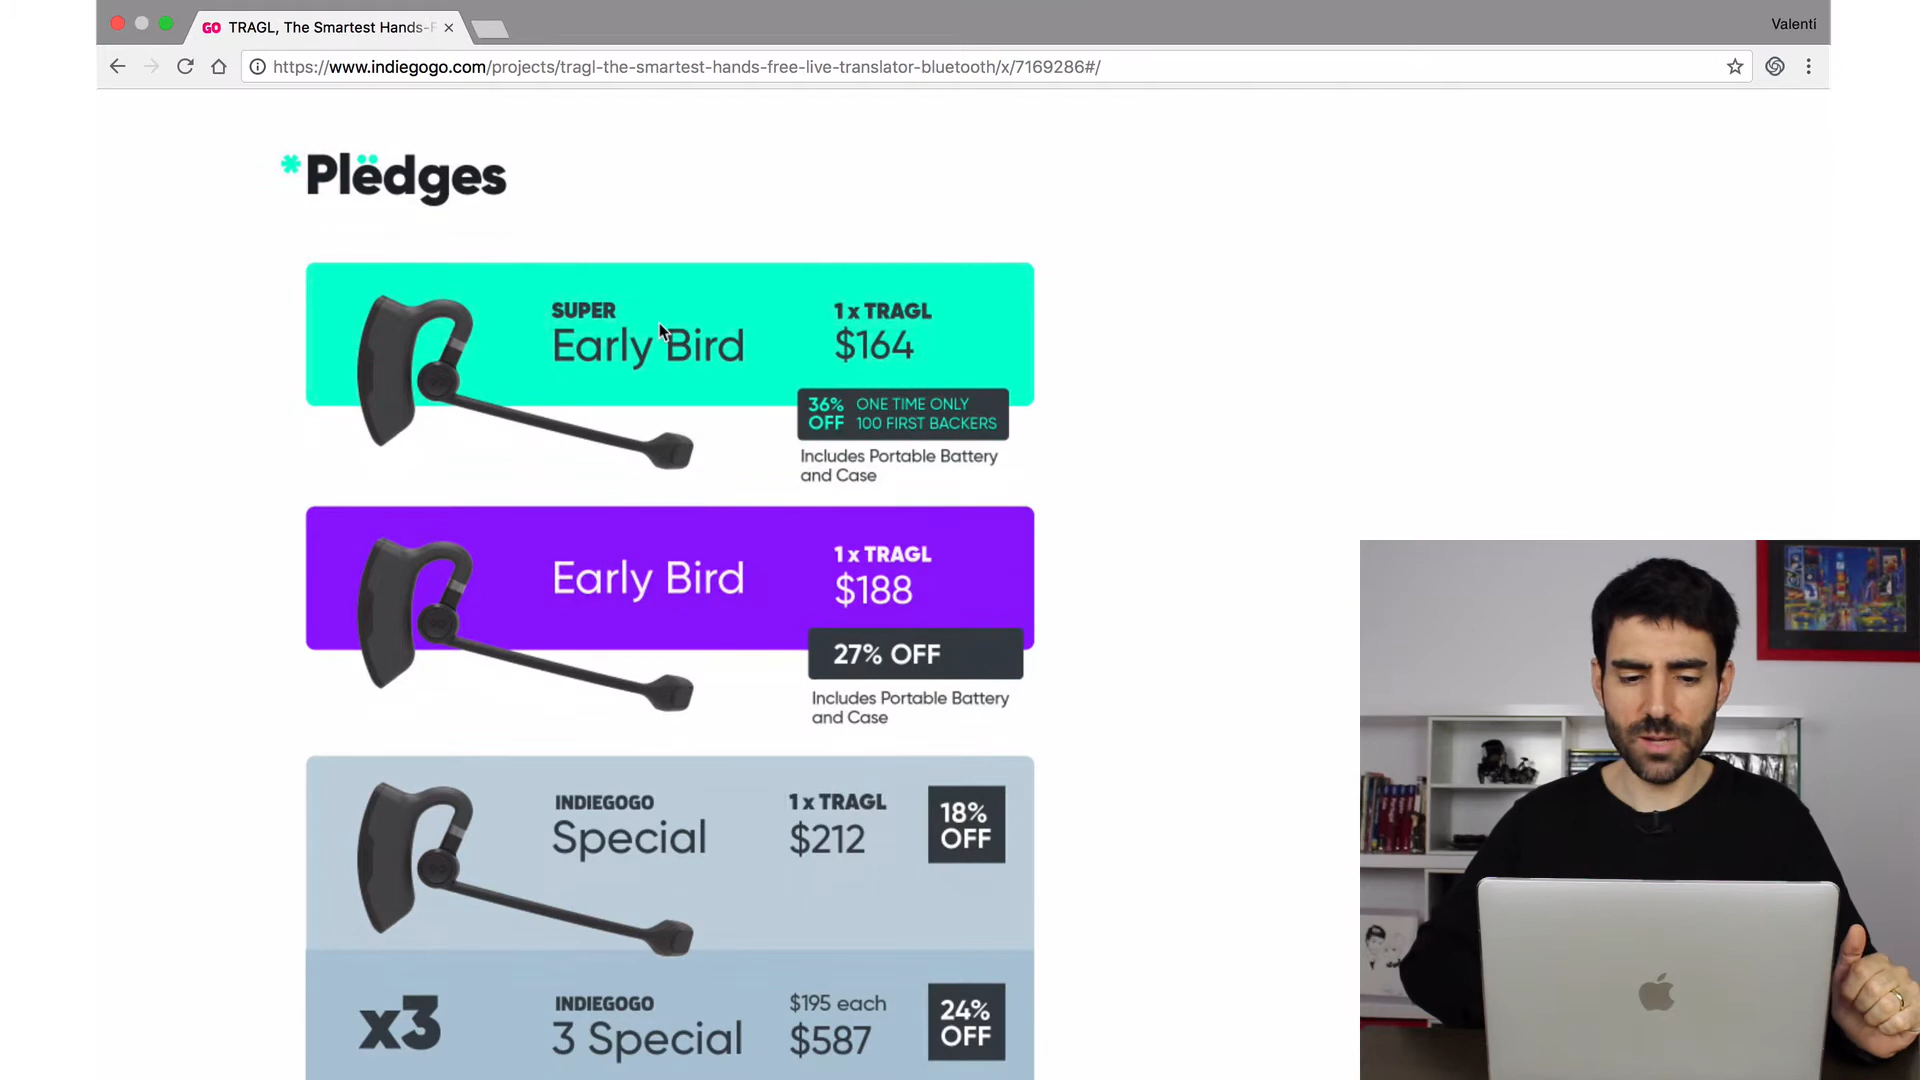 GO TRAGL, The Smartest Hands-F
Valentí
https://www.indiegogo.com/projects/tragl-the-smartest-hands-free-live-translator-bluetooth/x/7169286#/
*Plëdges
SUPER
Early Bird
1 x TRAGL
$164
36% OFF
ONE TIME ONLY
100 FIRST BACKERS
Includes Portable Battery
and Case
Early Bird
1 x TRAGL
$188
27% OFF
Includes Portable Battery
and Case
INDIEGOGO
Special
1 x TRAGL
$212
18%
OFF
x3
INDIEGOGO
3 Special
$195 each
$587
24%
OFF